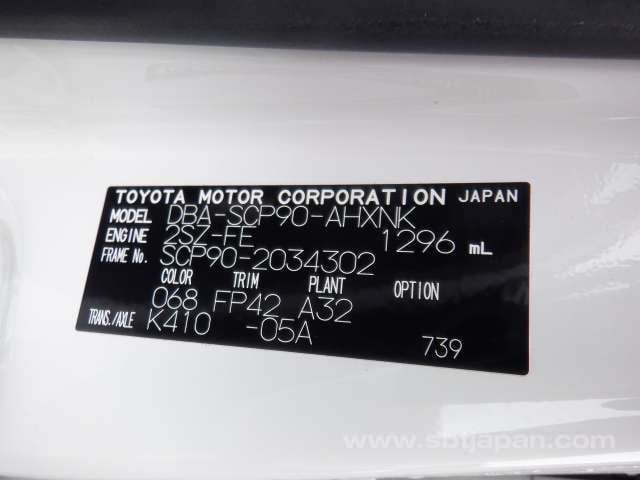 TOYOTA MOTOR CORPORATION JAPAN
MODEL DBA-SCP90-AHXNK
ENGINE 2SZ-FE 1296 mL
FRAME No. SCP90-2034302
COLOR TRIM PLANT OPTION
068 FP42 A32
TRANS./AXLE K410 -05A 739
www.sbtjapan.com